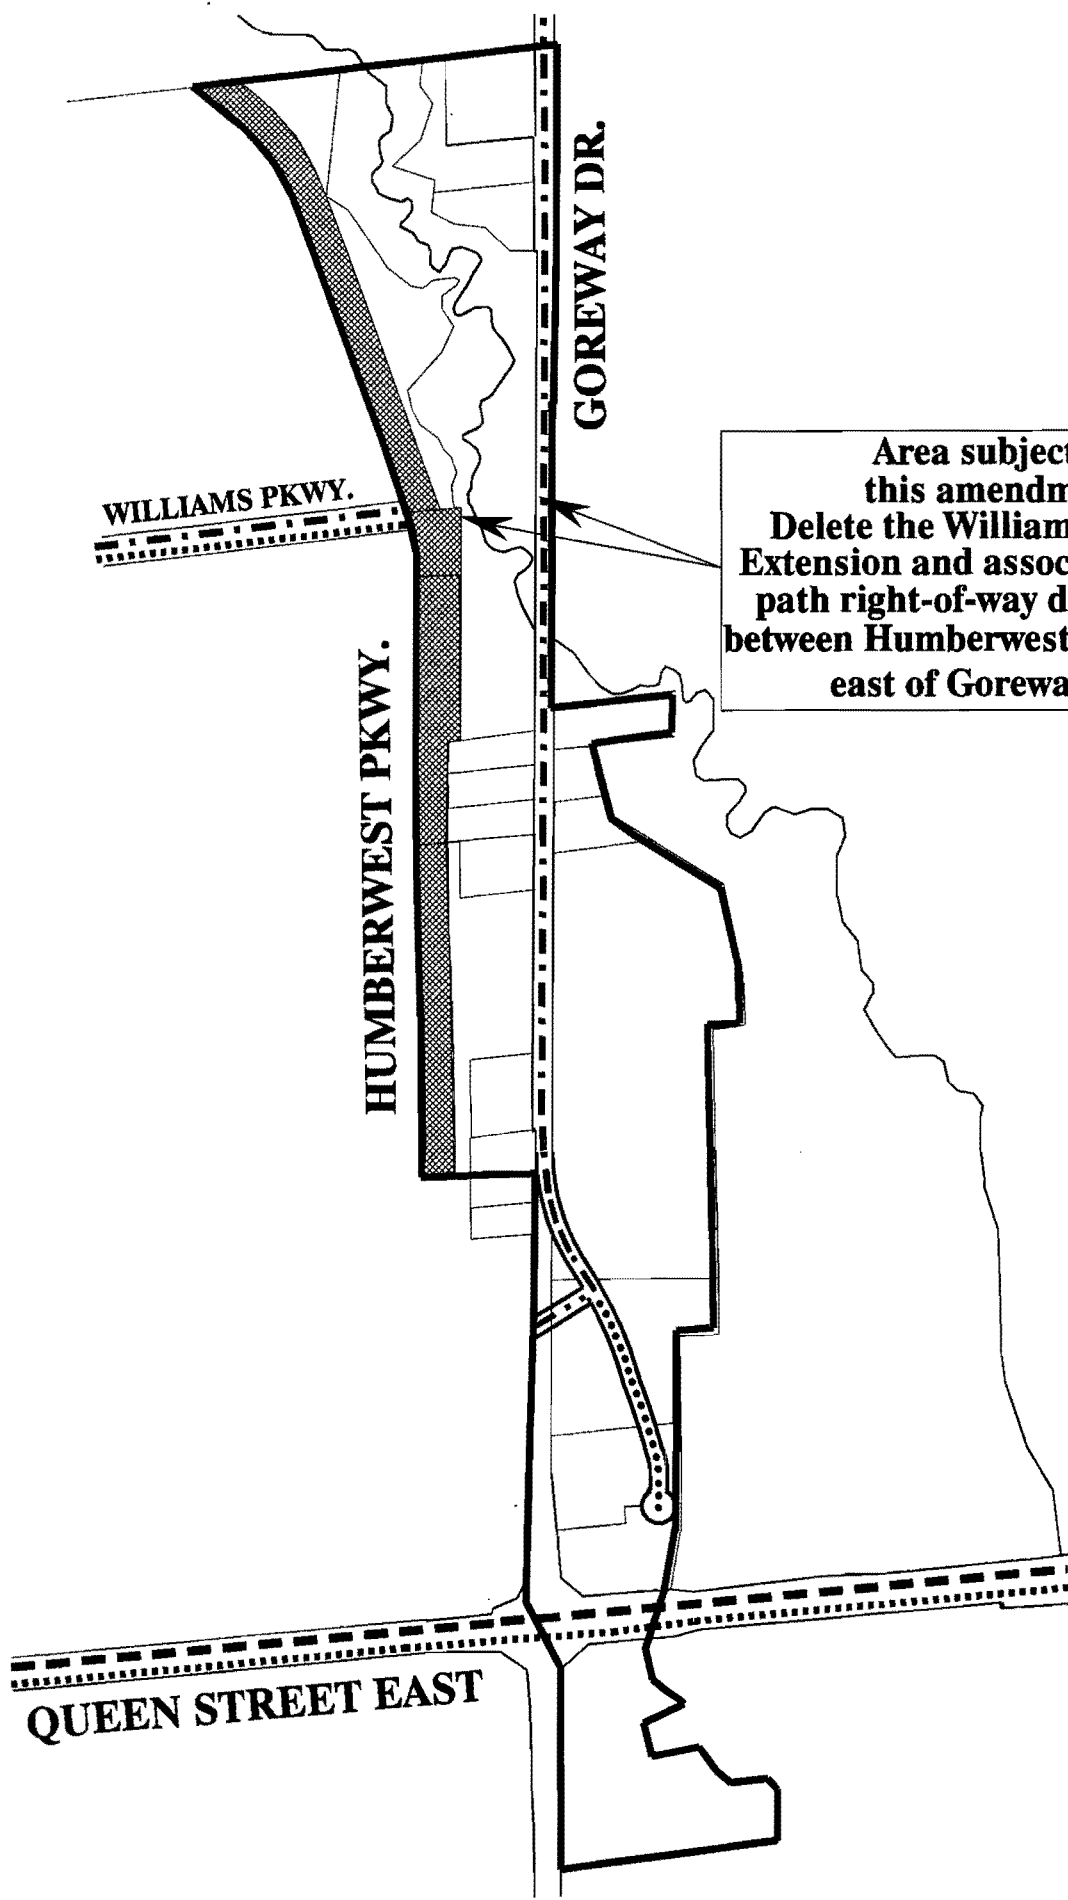 GOREWAY DR.
Area subject
this amendm
Delete the William
Extension and assoc
path right-of-way d
between Humberwest
east of Gorewa
WILLIAMS PKWY.
HUMBERWEST PKWY.
QUEEN STREET EAST